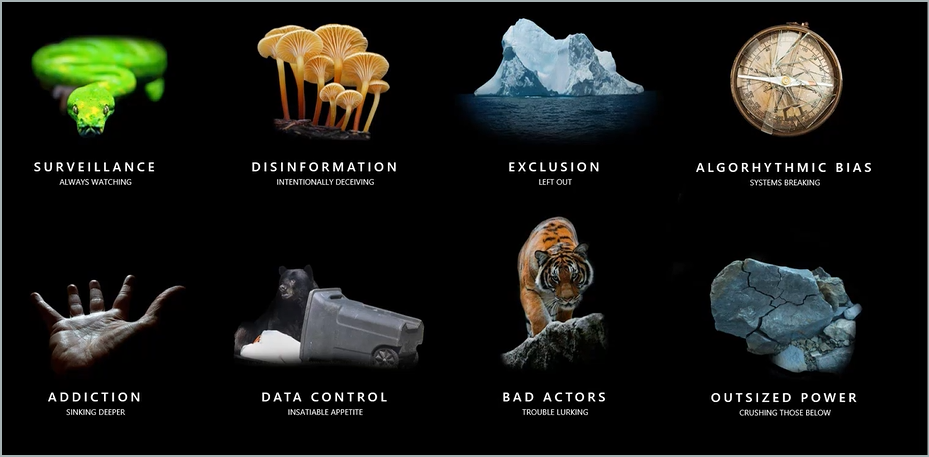 SURVEILLANCE
ALWAYS WATCHING
DISINFORMATION
INTENTIONALLY DECEIVING
EXCLUSION
LEFT OUT
ALGORHYTHMIC BIAS
SYSTEMS BREAKING
ADDICTION
SINKING DEEPER
DATA CONTROL
INSATIABLE APPETITE
BAD ACTORS
TROUBLE LURKING
OUTSIZED POWER
CRUSHING THOSE BELOW